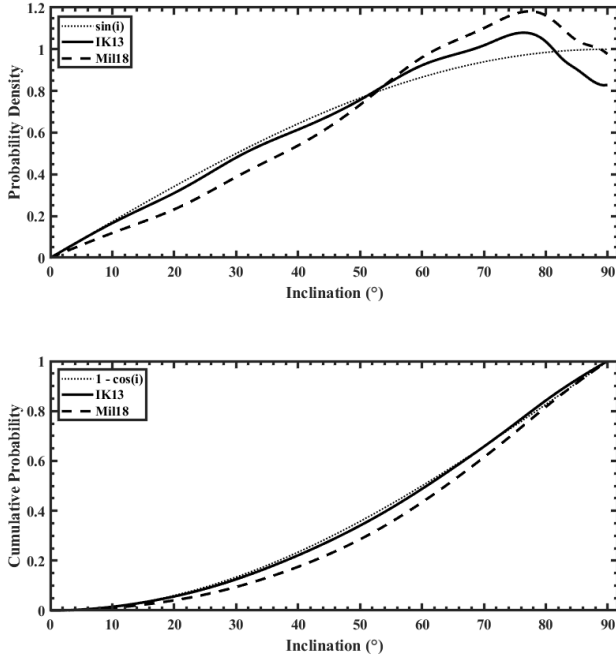 1.2
1
0.8
0.6
0.4
0.2
0
Probability Density
sin(i)
IK13
Mil18
0 10 20 30 40 50 60 70 80 90
Inclination (°)
1
0.8
0.6
0.4
0.2
0
Cumulative Probability
1 - cos(i)
IK13
Mil18
0 10 20 30 40 50 60 70 80 90
Inclination (°)